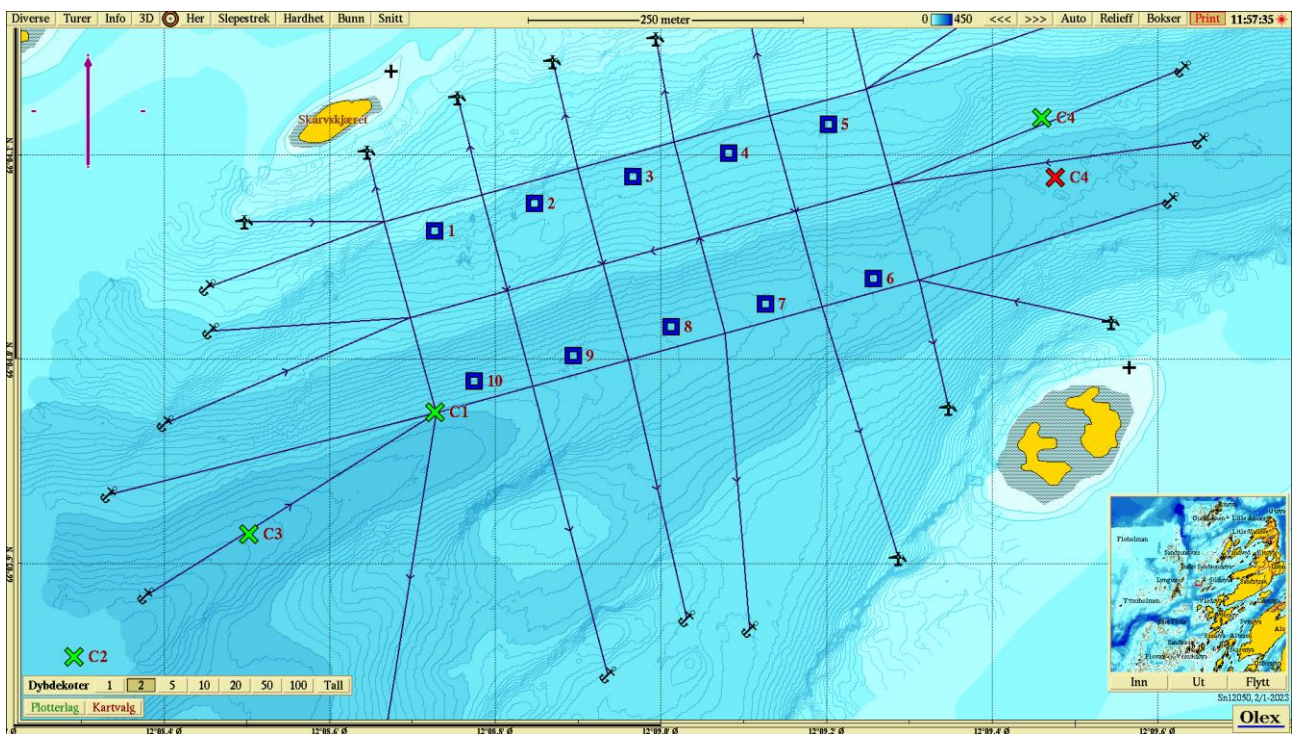 Diverse Turer Info 3D Her Slepestrek Hardhet Bunn Snitt 250 meter 0 450 <<< >>> Auto Relieff Bokser Print 11:57:35
Skarvskjæret
C4
5
4
C4
3
2
1
6
7
8
9
10
C1
C3
C2
Dybdekoter 1 2 5 10 20 50 100 Tall
Plotterlag Kartvalg
Flohelman
Ytterholmen
Inn Ut Flytt
Sn12050, 2/1-2023
Olex
12°08.4' Ø 12°08.6' Ø 12°08.8' Ø 12°09.0' Ø 12°09.2' Ø 12°09.4' Ø 12°09.6' Ø